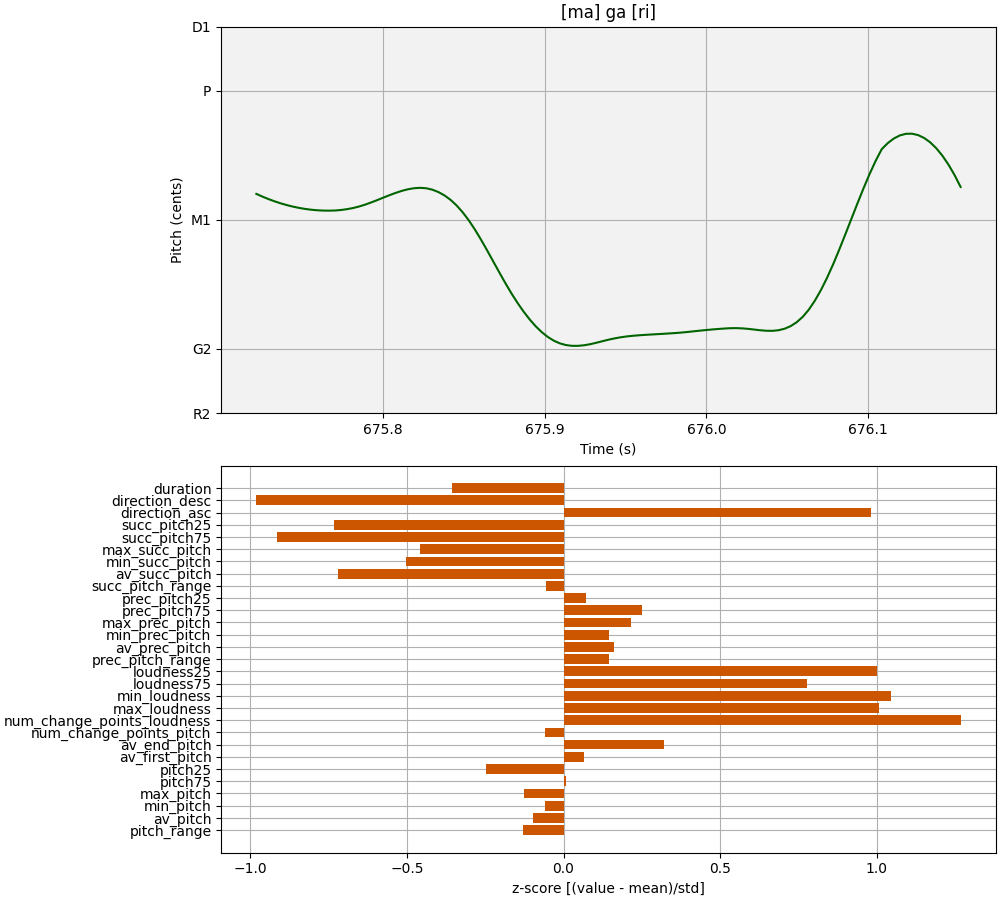 [ma] ga [ri]
D1
P
M1
G2
R2
Pitch (cents)
675.8 675.9 676.0 676.1
Time (s)
duration
direction_desc
direction_asc
succ_pitch25
succ_pitch75
max_succ_pitch
min_succ_pitch
av_succ_pitch
succ_pitch_range
prec_pitch25
prec_pitch75
max_prec_pitch
min_prec_pitch
av_prec_pitch
prec_pitch_range
loudness25
loudness75
min_loudness
max_loudness
num_change_points_loudness
num_change_points_pitch
av_end_pitch
av_first_pitch
pitch25
pitch75
max_pitch
min_pitch
av_pitch
pitch_range
−1.0 −0.5 0.0 0.5 1.0
z-score [(value - mean)/std]